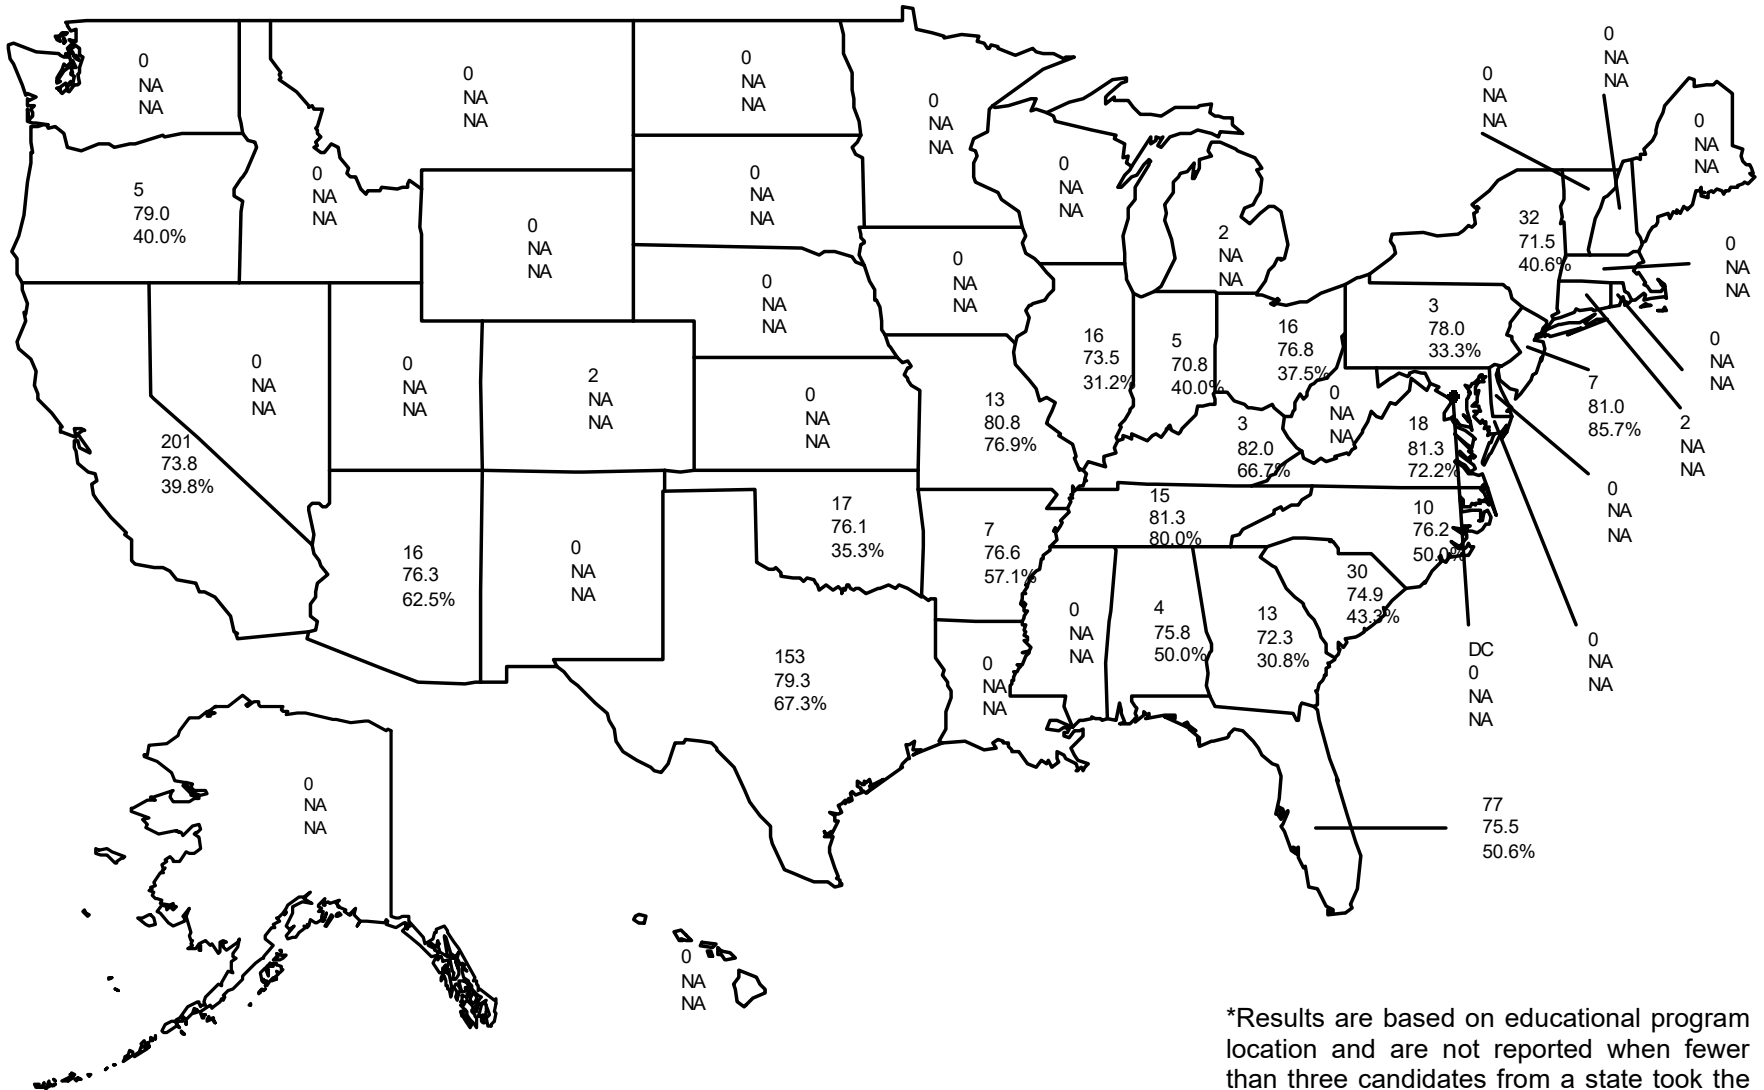 0
NA
NA
0
NA
NA
0
NA
NA
0
NA
NA
0
NA
NA
0
NA
NA
0
NA
NA
5
79.0
40.0%
0
NA
NA
0
NA
NA
0
NA
NA
0
NA
NA
2
NA
NA
32
71.5
40.6%
0
NA
NA
0
NA
NA
0
NA
NA
0
NA
NA
0
NA
NA
2
NA
NA
0
NA
NA
16
73.5
31.2%
5
70.8
40.0%
16
76.8
37.5%
3
78.0
33.3%
0
NA
NA
7
81.0
85.7%
2
NA
NA
201
73.8
39.8%
13
80.8
76.9%
3
82.0
66.7%
0
NA
NA
18
81.3
72.2%
0
NA
NA
16
76.3
62.5%
0
NA
NA
17
76.1
35.3%
7
76.6
57.1%
15
81.3
80.0%
10
76.2
50.0%
30
74.9
43.3%
153
79.3
67.3%
0
NA
NA
0
NA
NA
4
75.8
50.0%
13
72.3
30.8%
DC
0
NA
NA
0
NA
NA
0
NA
NA
77
75.5
50.6%
0
NA
NA
*Results are based on educational program
location and are not reported when fewer
than three candidates from a state took the